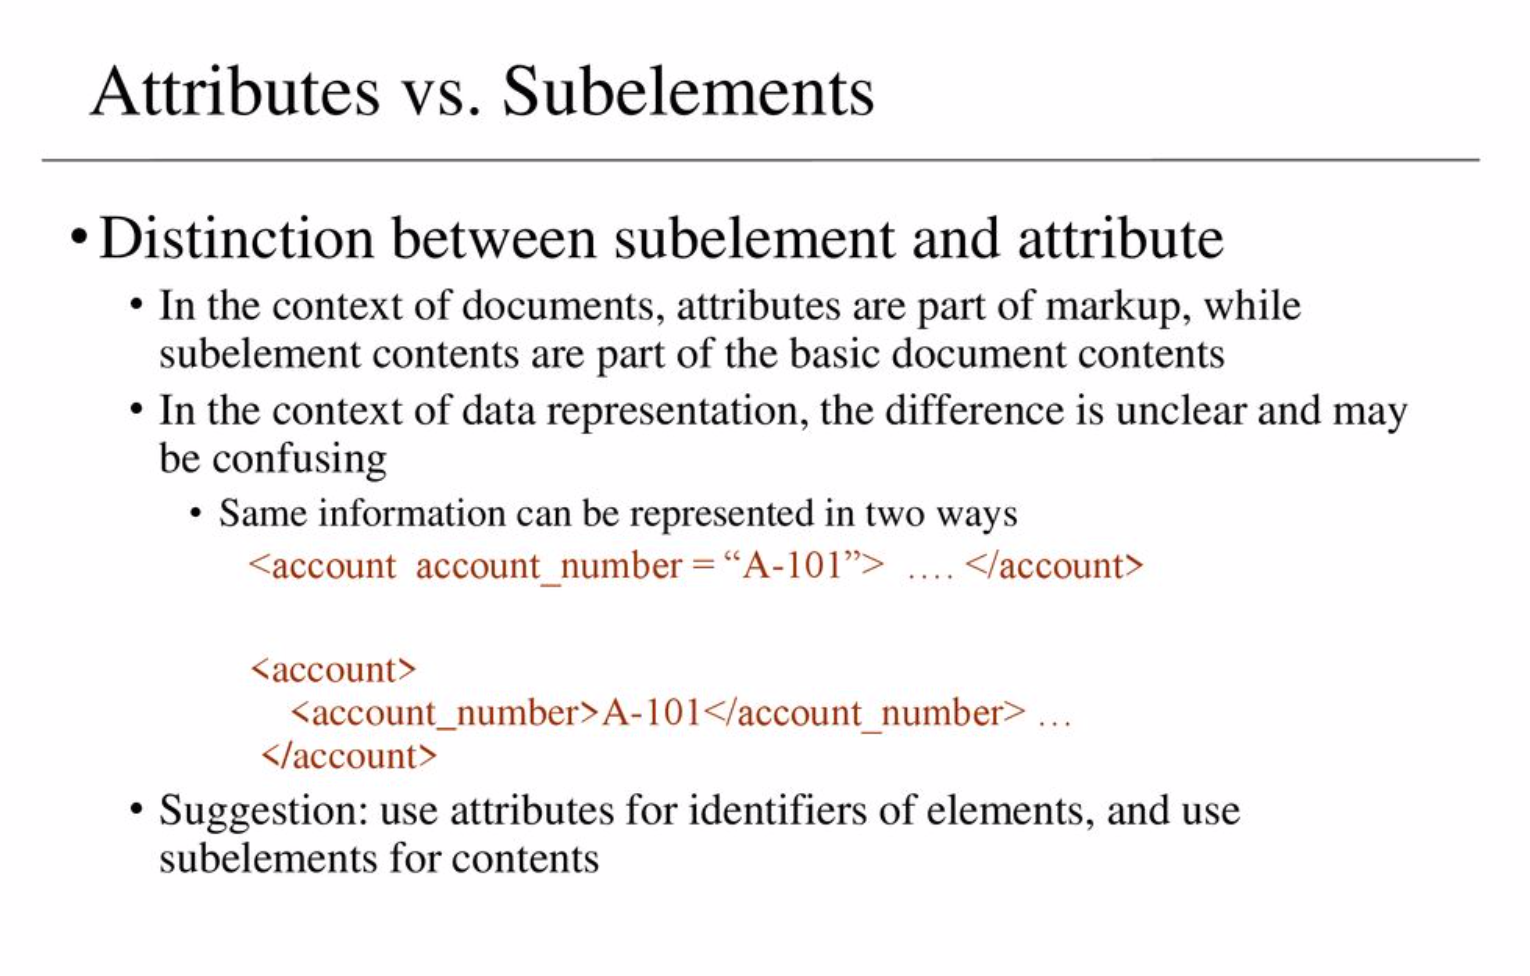 Attributes vs. Subelements
• Distinction between subelement and attribute
• In the context of documents, attributes are part of markup, while
subelement contents are part of the basic document contents
• In the context of data representation, the difference is unclear and may
be confusing
• Same information can be represented in two ways
<account account_number = “A-101”> .... </account>
<account>
<account_number>A-101</account_number> ...
</account>
• Suggestion: use attributes for identifiers of elements, and use
subelements for contents